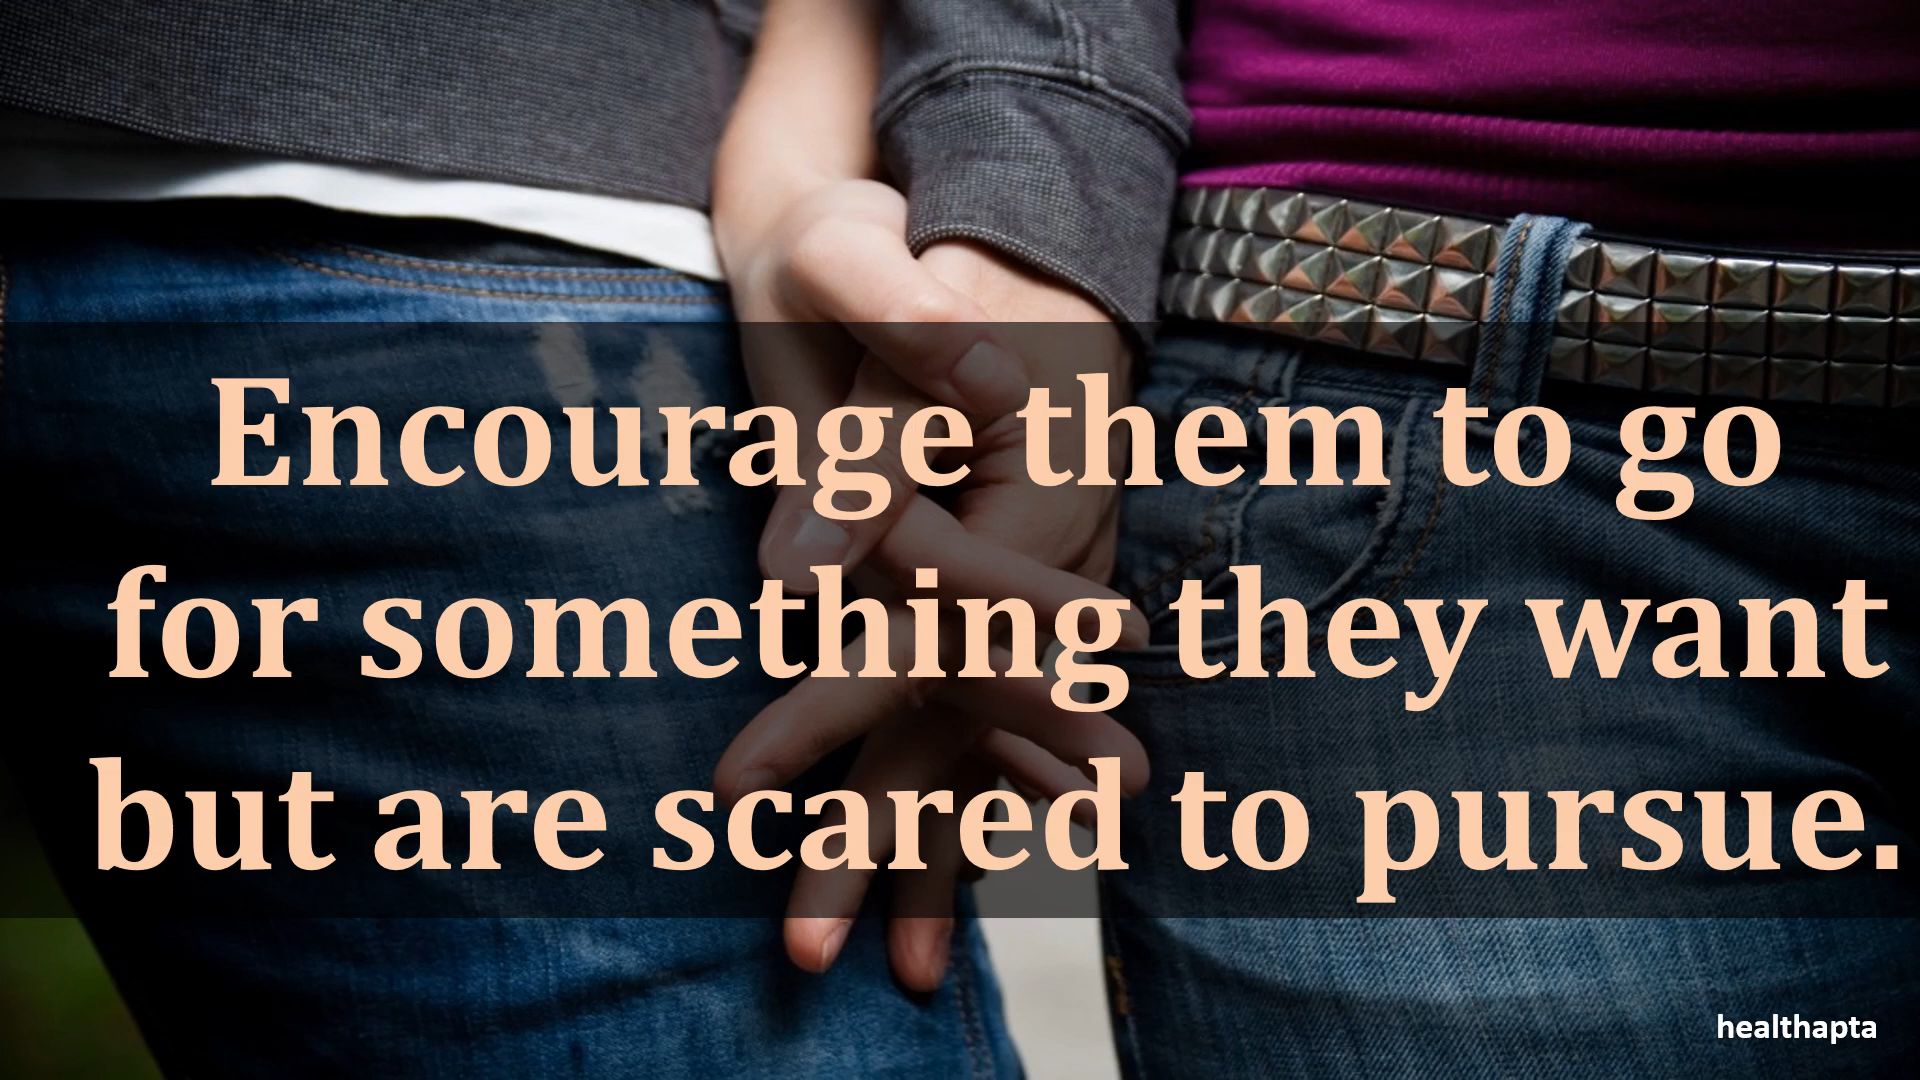 Encourage them to go
for something they want
but are scared to pursue.
healthapta